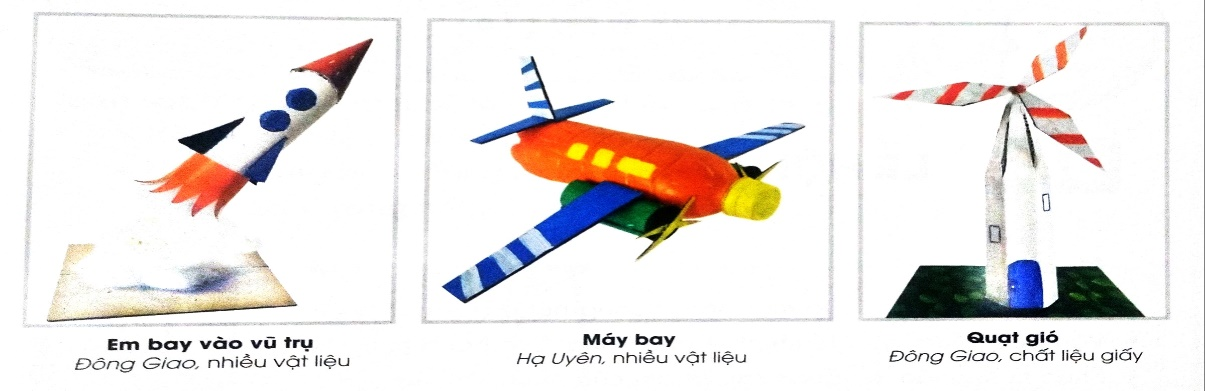 Em bay vào vũ trụ
Đông Giao, nhiều vật liệu
Máy bay
Hạ Uyên, nhiều vật liệu
Quạt gió
Đông Giao, chất liệu giấy